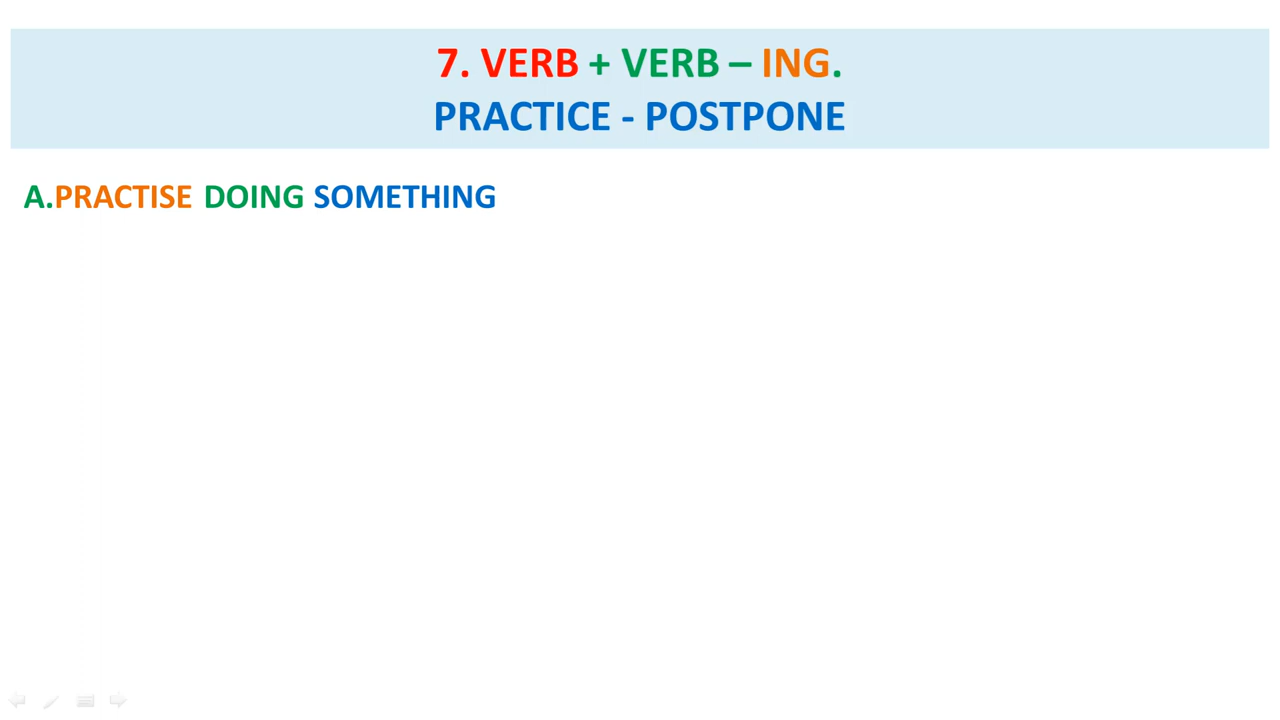 7. VERB + VERB – ING.
PRACTICE - POSTPONE
A.PRACTISE DOING SOMETHING